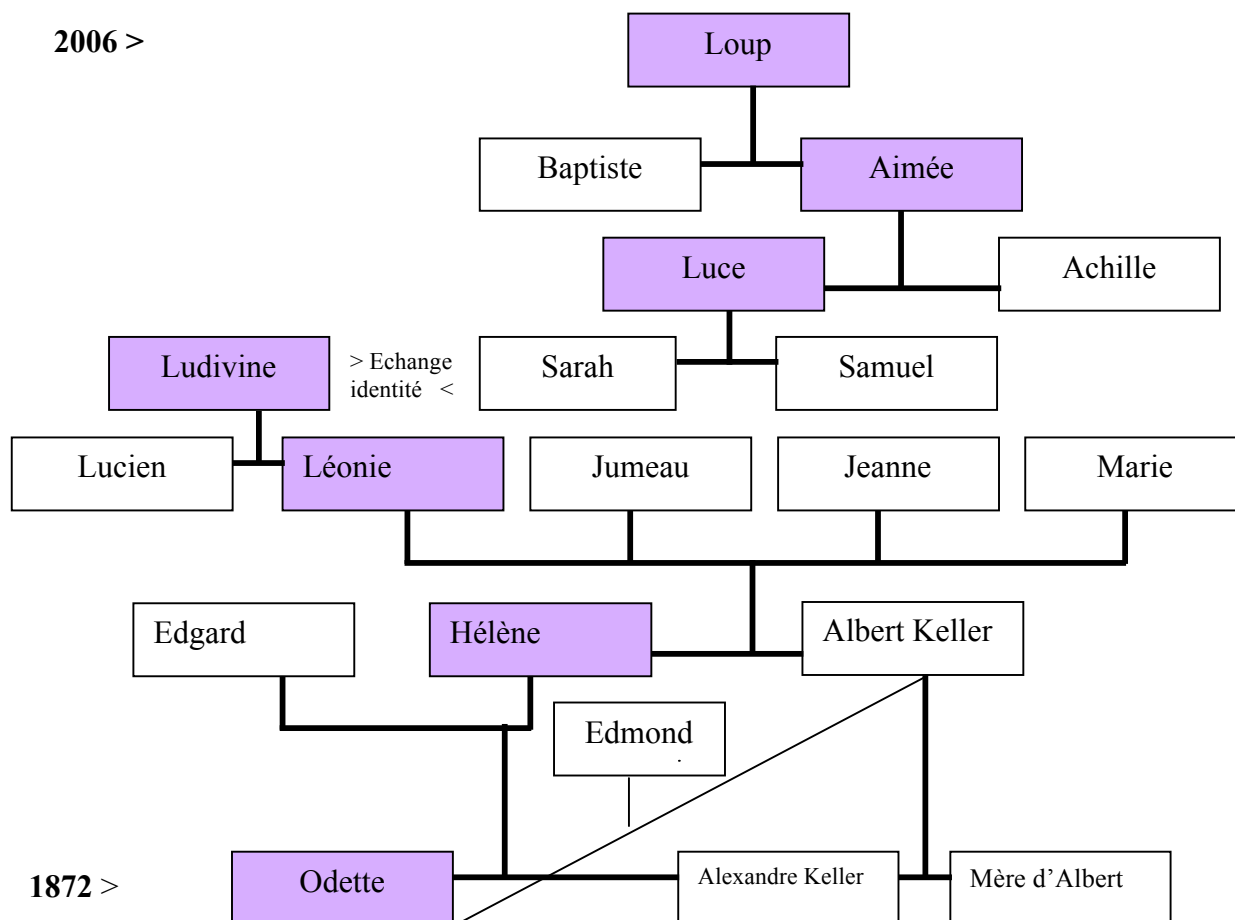 2006 >
Loup
Baptiste
Aimée
Luce
Achille
Ludivine
> Echange
identité <
Sarah
Samuel
Lucien
Léonie
Jumeau
Jeanne
Marie
Edgard
Hélène
Albert Keller
Edmond
.
1872 >
Odette
Alexandre Keller
Mère d’Albert